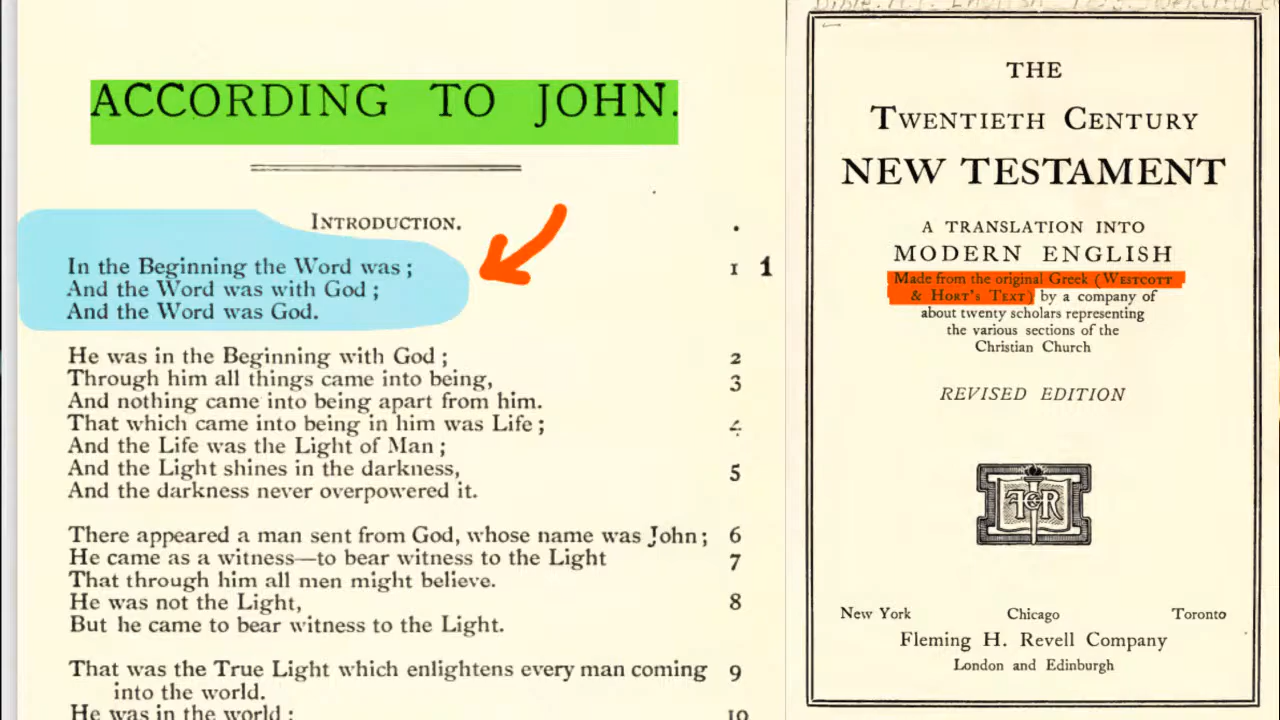 ACCORDING TO JOHN.
INTRODUCTION.
In the Beginning the Word was; 1 1
And the Word was with God;
And the Word was God.
He was in the Beginning with God; 2
Through him all things came into being, 3
And nothing came into being apart from him.
That which came into being in him was Life; 4
And the Life was the Light of Man;
And the Light shines in the darkness, 5
And the darkness never overpowered it.
There appeared a man sent from God, whose name was John; 6
He came as a witness—to bear witness to the Light 7
That through him all men might believe.
He was not the Light, 8
But he came to bear witness to the Light.
That was the True Light which enlightens every man coming 9
into the world.
He was in the world; 10
THE
TWENTIETH CENTURY
NEW TESTAMENT
A TRANSLATION INTO
MODERN ENGLISH
Made from the original Greek (WESTCOTT
& HORT'S TEXT) by a company of
about twenty scholars representing
the various sections of the
Christian Church
REVISED EDITION
New York Chicago Toronto
Fleming H. Revell Company
London and Edinburgh